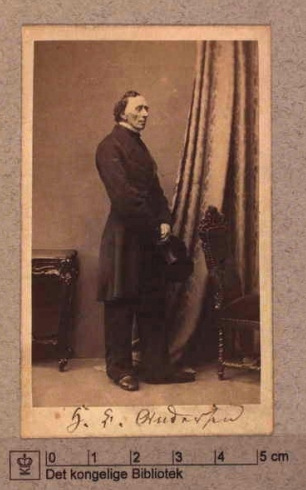 H. C. Andersen
0 1 2 3 4 5 cm
Det kongelige Bibliotek